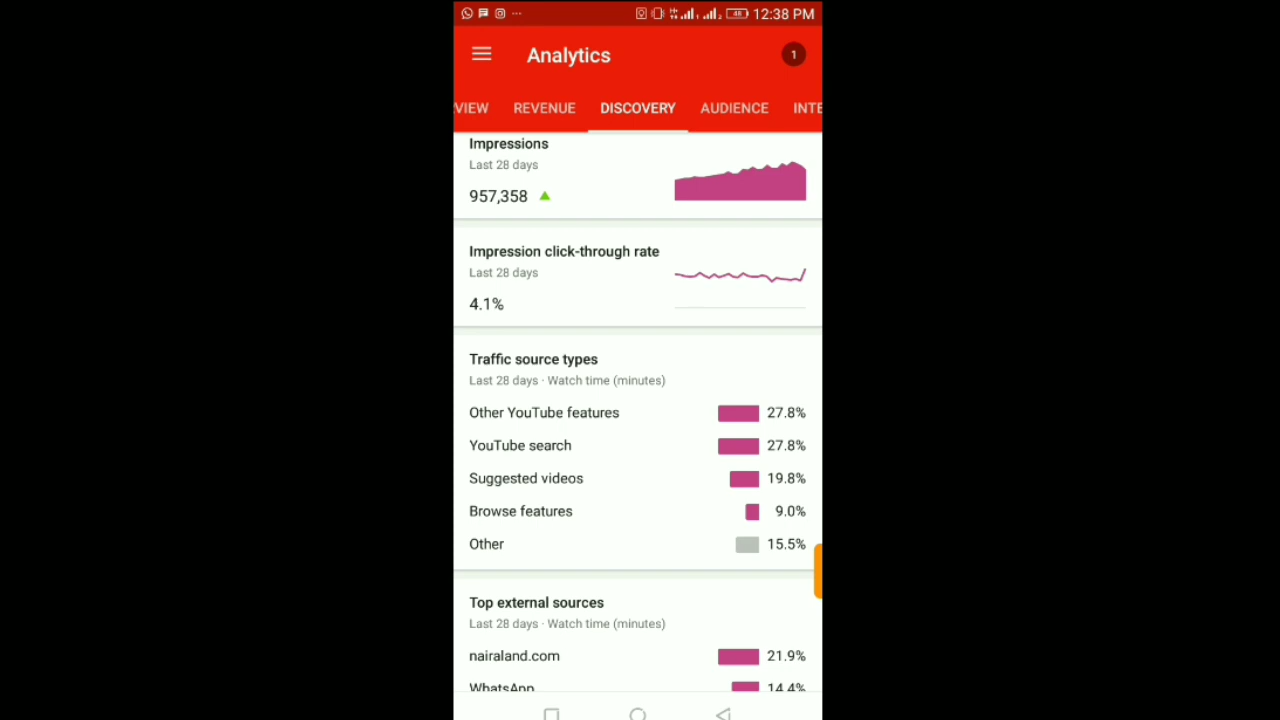 12:38 PM
Analytics
1
VIEW REVENUE DISCOVERY AUDIENCE INTE
Impressions
Last 28 days
957,358
Impression click-through rate
Last 28 days
4.1%
Traffic source types
Last 28 days · Watch time (minutes)
Other YouTube features 27.8%
YouTube search 27.8%
Suggested videos 19.8%
Browse features 9.0%
Other 15.5%
Top external sources
Last 28 days · Watch time (minutes)
nairaland.com 21.9%
WhatsApp 14.4%